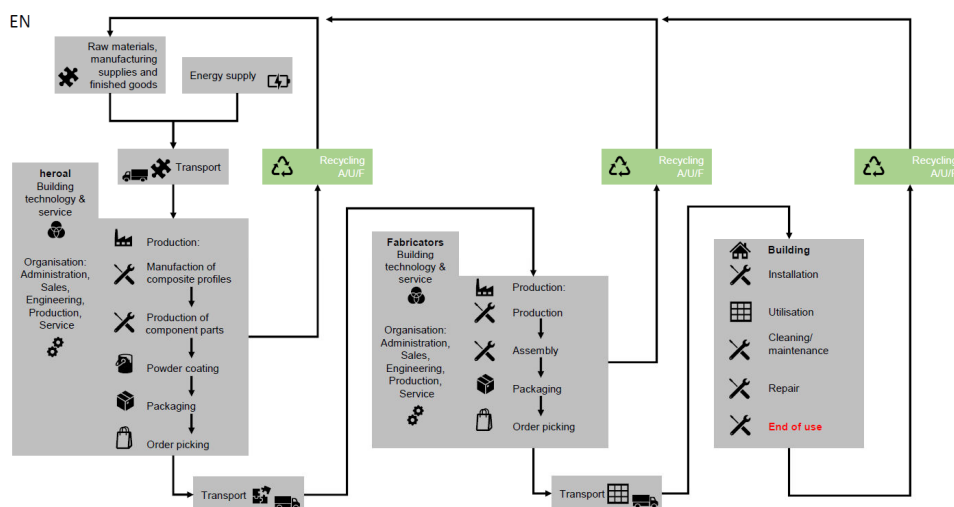 EN
Raw materials,
manufacturing
supplies and
finished goods
Energy supply
Transport
Recycling
A/U/F
Recycling
A/U/F
Recycling
A/U/F
heroal
Building
technology &
service
Organisation:
Administration,
Sales,
Engineering,
Production,
Service
Production:
Manufaction of
composite profiles
Production of
component parts
Powder coating
Packaging
Order picking
Transport
Fabricators
Building
technology &
service
Organisation:
Administration,
Sales,
Engineering,
Production,
Service
Production:
Production
Assembly
Packaging
Order picking
Transport
Building
Installation
Utilisation
Cleaning/
maintenance
Repair
End of use